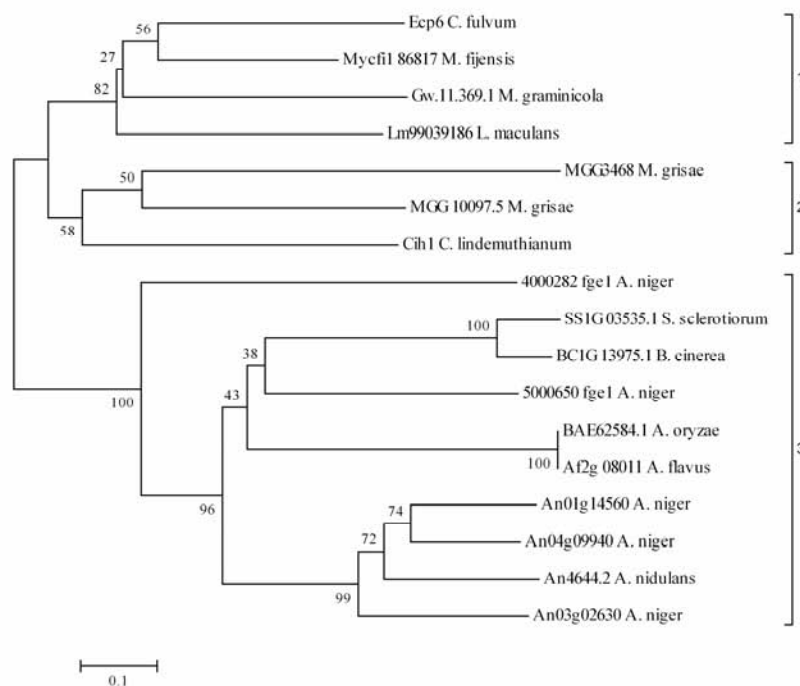 Ecp6 C. fulvum
56
Mycfi1 86817 M. fijensis
27
Gw.11.369.1 M. graminicola
82
Lm99039186 L. maculans
MGG3468 M. grisae
50
MGG 10097.5 M. grisae
58
Cih1 C. lindemuthianum
4000282 fge1 A. niger
SS1G 03535.1 S. sclerotiorum
100
38
BC1G 13975.1 B. cinerea
43
5000650 fge1 A. niger
100
BAE62584.1 A. oryzae
100
Af2g 08011 A. flavus
3
An01g14560 A. niger
96
74
An04g09940 A. niger
72
An4644.2 A. nidulans
99
An03g02630 A. niger
0.1